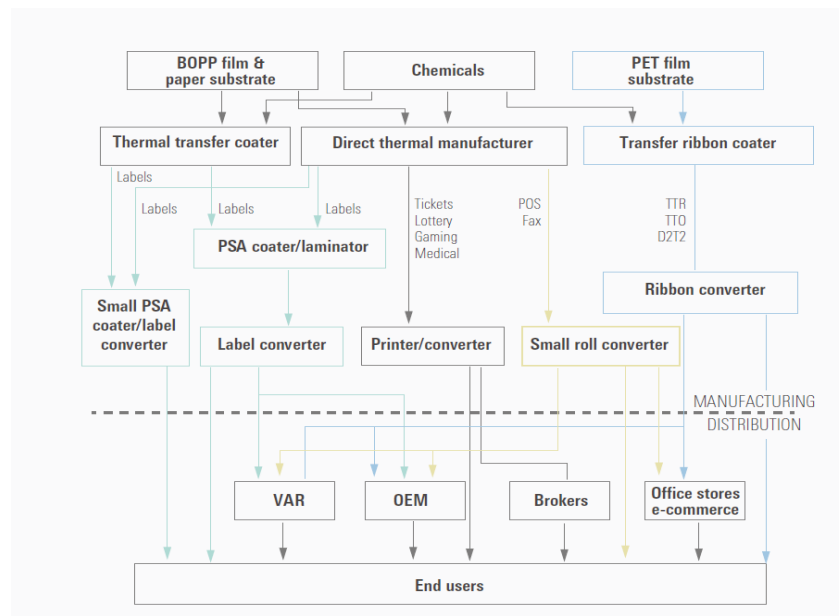 BOPP film &
paper substrate
Chemicals
PET film
substrate
Thermal transfer coater
Direct thermal manufacturer
Transfer ribbon coater
Labels
Labels
Labels
Labels
Tickets
Lottery
Gaming
Medical
POS
Fax
TTR
TTO
D2T2
PSA coater/laminator
Ribbon converter
Small PSA
coater/label
converter
Label converter
Printer/converter
Small roll converter
MANUFACTURING
DISTRIBUTION
VAR
OEM
Brokers
Office stores
e-commerce
End users